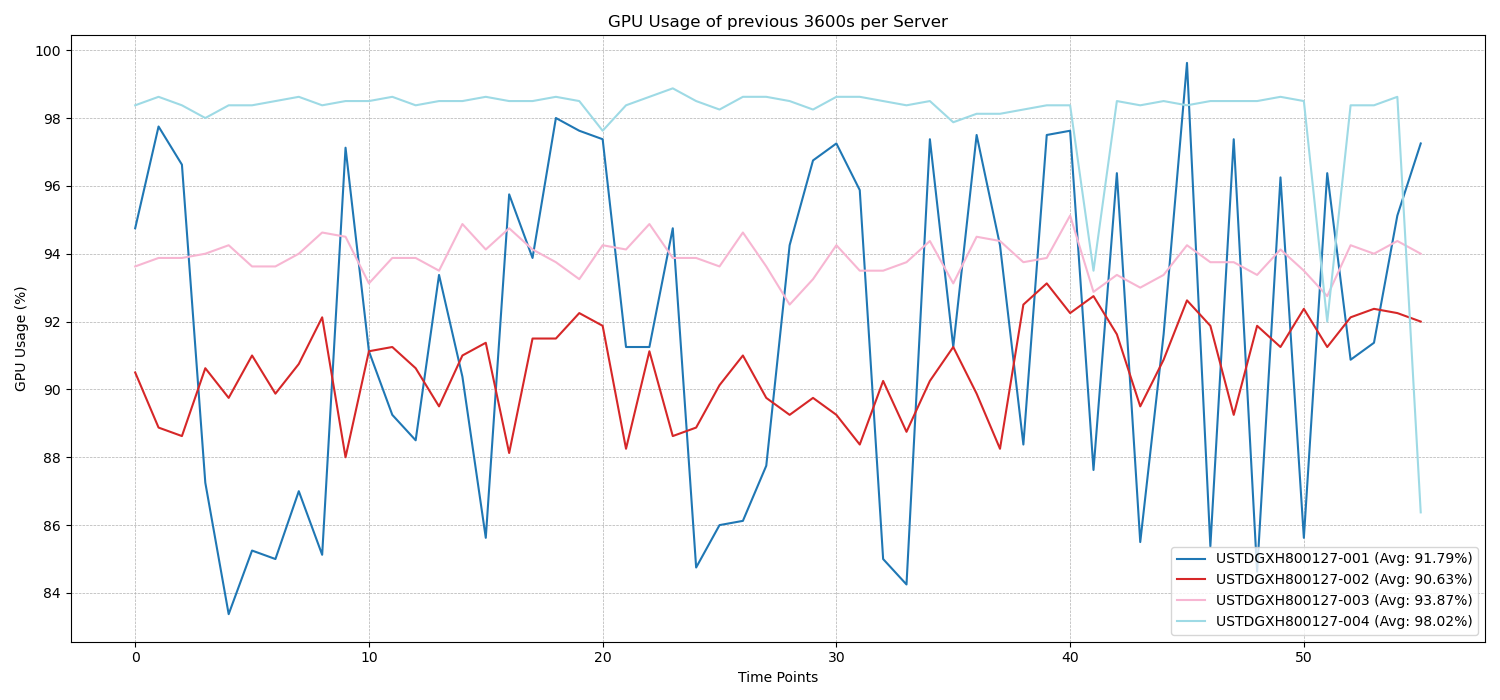 GPU Usage of previous 3600s per Server
GPU Usage (%)
100
98
96
94
92
90
88
86
84
USTDGXH800127-001 (Avg: 91.79%)
USTDGXH800127-002 (Avg: 90.63%)
USTDGXH800127-003 (Avg: 93.87%)
USTDGXH800127-004 (Avg: 98.02%)
0 10 20 30 40 50
Time Points